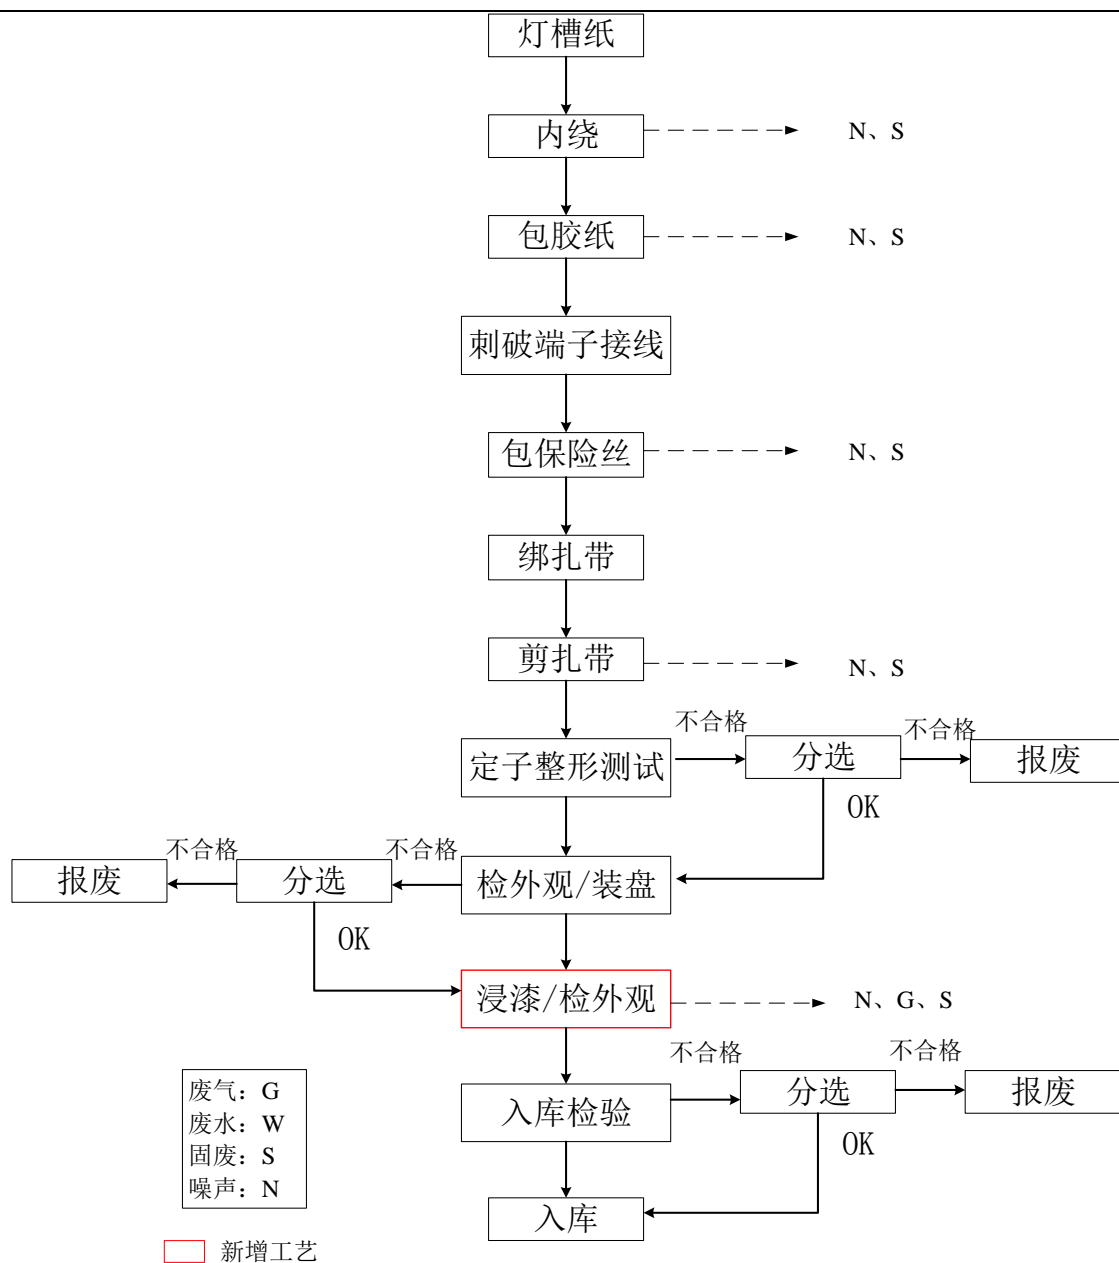 灯槽纸
内绕
N、S
包胶纸
N、S
刺破端子接线
包保险丝
N、S
绑扎带
剪扎带
N、S
定子整形测试
不合格
分选
不合格
报废
OK
检外观/装盘
不合格
分选
不合格
报废
OK
浸漆/检外观
N、G、S
入库检验
不合格
分选
不合格
报废
OK
入库
废气：G
废水：W
固废：S
噪声：N
新增工艺